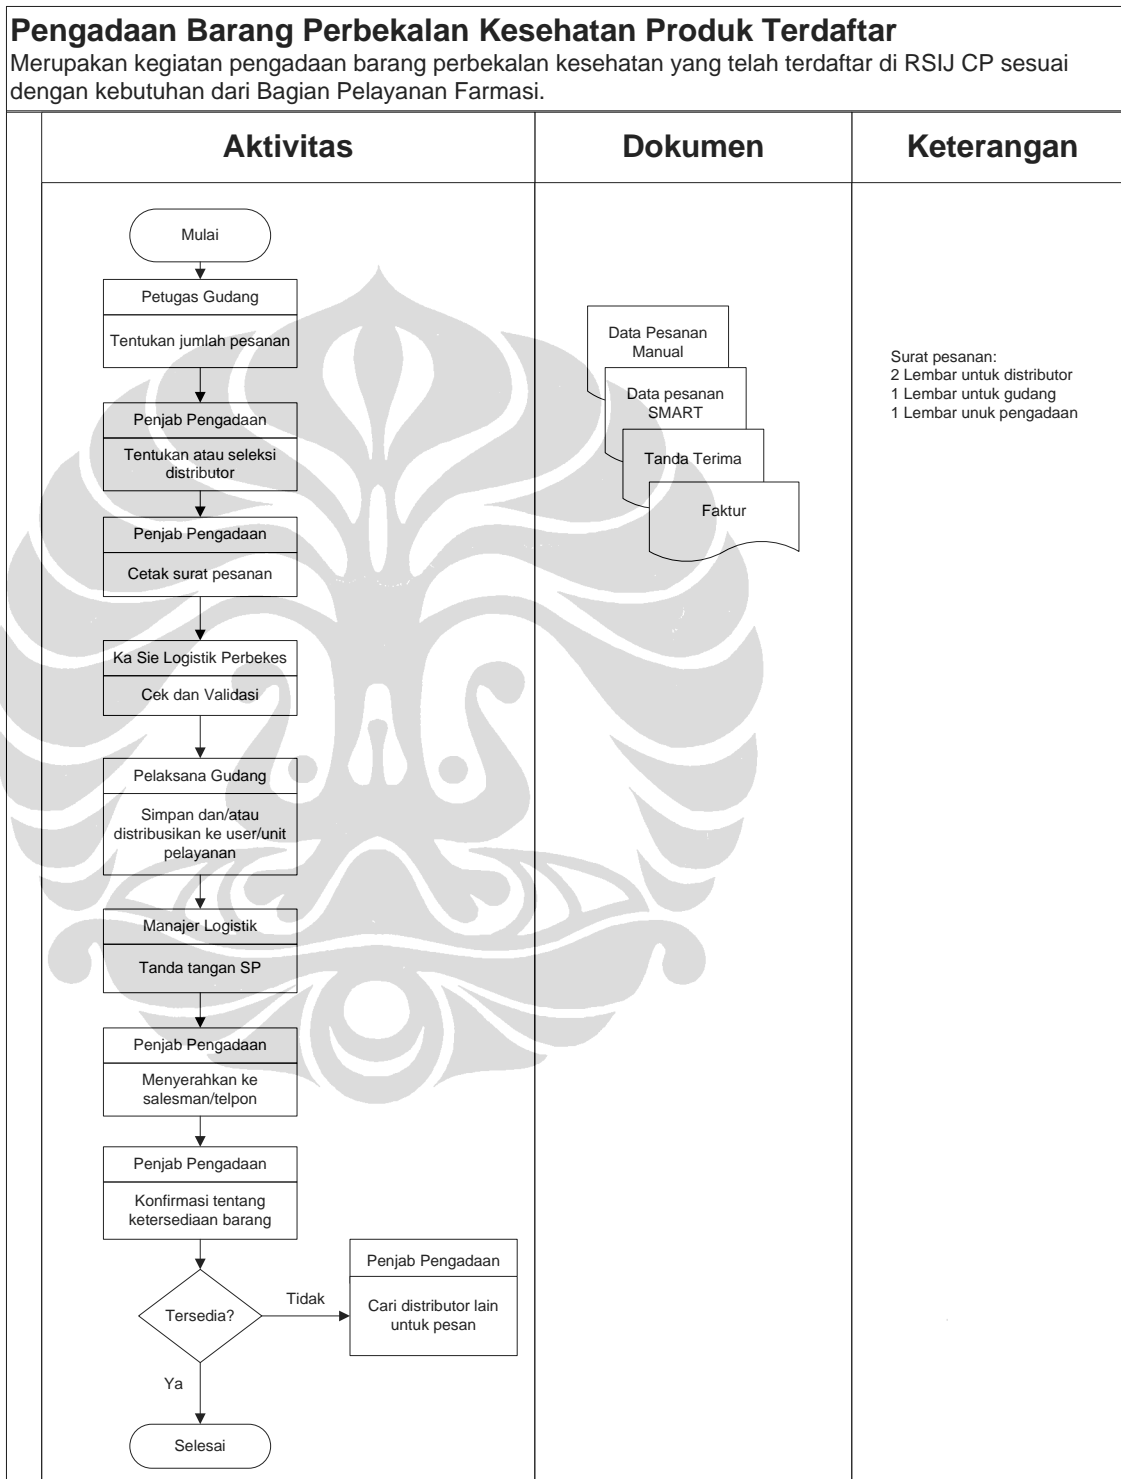 Pengadaan Barang Perbekalan Kesehatan Produk Terdaftar
Merupakan kegiatan pengadaan barang perbekalan kesehatan yang telah terdaftar di RSIJ CP sesuai
dengan kebutuhan dari Bagian Pelayanan Farmasi.
Aktivitas
Dokumen
Keterangan
Mulai
Petugas Gudang
Tentukan jumlah pesanan
Penjab Pengadaan
Tentukan atau seleksi
distributor
Penjab Pengadaan
Cetak surat pesanan
Ka Sie Logistik Perbekes
Cek dan Validasi
Pelaksana Gudang
Simpan dan/atau
distribusikan ke user/unit
pelayanan
Manajer Logistik
Tanda tangan SP
Penjab Pengadaan
Menyerahkan ke
salesman/telpon
Penjab Pengadaan
Konfirmasi tentang
ketersediaan barang
Tersedia?
Tidak
Penjab Pengadaan
Cari distributor lain
untuk pesan
Ya
Selesai
Data Pesanan
Manual
Data pesanan
SMART
Tanda Terima
Faktur
Surat pesanan:
2 Lembar untuk distributor
1 Lembar untuk gudang
1 Lembar unuk pengadaan